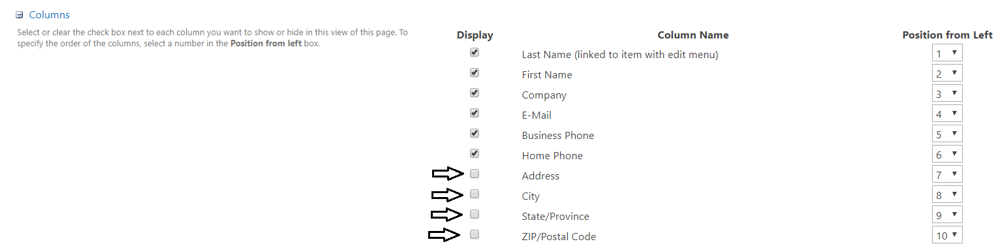 Columns
Select or clear the check box next to each column you want to show or hide in this view of this page. To
specify the order of the columns, select a number in the Position from left box.
Display Column Name Position from Left
Last Name (linked to item with edit menu) 1
First Name 2
Company 3
E-Mail 4
Business Phone 5
Home Phone 6
Address 7
City 8
State/Province 9
ZIP/Postal Code 10